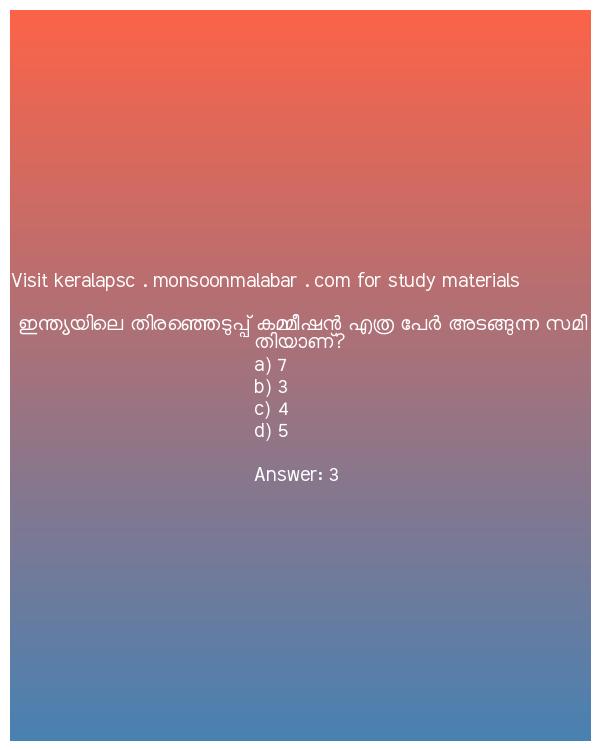 Visit keralapsc . monsoonmalabar . com for study materials
ഇന്ത്യയിലെ തിരഞ്ഞെടുപ്പ് കമ്മീഷൻ എത്ര പേർ അടങ്ങുന്ന സമി
തിയാണ്?
a) 7
b) 3
c) 4
d) 5
Answer: 3